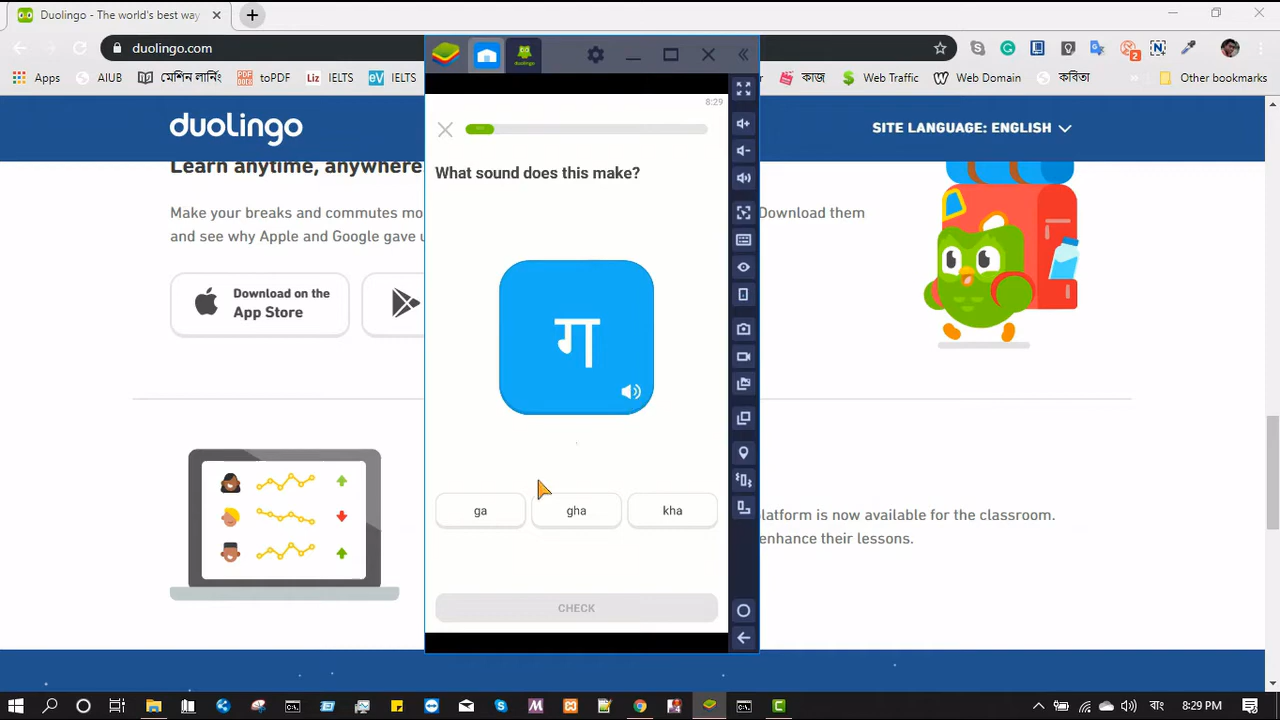 Duolingo - The world's best way
duolingo.com
Apps
AIUB
মেশিন লার্নিং
toPDF
IELTS
IELTS
কাজ
Web Traffic
Web Domain
কবিতা
Other bookmarks
duolingo
SITE LANGUAGE: ENGLISH
Learn anytime, anywhere
Make your breaks and commutes mo
Download them
and see why Apple and Google gave u
Download on the
App Store
8:29
What sound does this make?
ग
ga
gha
kha
CHECK
platform is now available for the classroom.
enhance their lessons.
8:29 PM